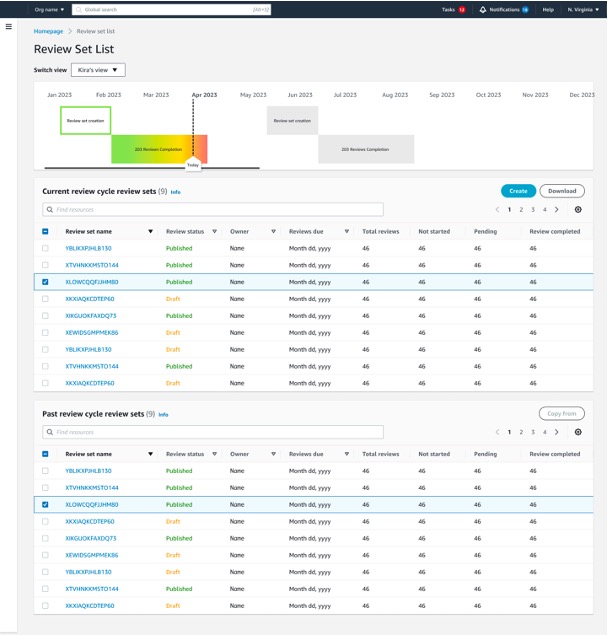 Org name ▼ Global search [Alt+S] Tasks 12 Notifications 18 Help N. Virginia ▼
Homepage > Review set list
Review Set List
Switch view Kira's view ▼
Jan 2023 Feb 2023 Mar 2023 Apr 2023 May 2023 Jun 2023 Jul 2023 Aug 2023 Sep 2023 Oct 2023 Nov 2023 Dec 2023
Review set creation Review set creation
203 Reviews Completion 203 Reviews Completion
Today
Current review cycle review sets (9) Info Create Download
Find resources < 1 2 3 4 >
Review set name ▼ Review status Owner Reviews due Total reviews Not started Pending Review completed
YBLIKXPJHLB130 Published Name Month dd, yyyy 46 46 46 46
XTVHNKKMSTO144 Published Name Month dd, yyyy 46 46 46 46
XLOWCQQFJJHM80 Published Name Month dd, yyyy 46 46 46 46
XKXIAQKCDTEP60 Draft Name Month dd, yyyy 46 46 46 46
XIKGUOKFAXDQ73 Published Name Month dd, yyyy 46 46 46 46
XEWIDSGMPMEK86 Draft Name Month dd, yyyy 46 46 46 46
YBLIKXPJHLB130 Draft Name Month dd, yyyy 46 46 46 46
XTVHNKKMSTO144 Published Name Month dd, yyyy 46 46 46 46
XKXIAQKCDTEP60 Draft Name Month dd, yyyy 46 46 46 46
Past review cycle review sets (9) Info Copy From
Find resources < 1 2 3 4 >
Review set name ▼ Review status Owner Reviews due Total reviews Not started Pending Review completed
YBLIKXPJHLB130 Published Name Month dd, yyyy 46 46 46 46
XTVHNKKMSTO144 Published Name Month dd, yyyy 46 46 46 46
XLOWCQQFJJHM80 Published Name Month dd, yyyy 46 46 46 46
XKXIAQKCDTEP60 Draft Name Month dd, yyyy 46 46 46 46
XIKGUOKFAXDQ73 Published Name Month dd, yyyy 46 46 46 46
XEWIDSGMPMEK86 Draft Name Month dd, yyyy 46 46 46 46
YBLIKXPJHLB130 Draft Name Month dd, yyyy 46 46 46 46
XTVHNKKMSTO144 Published Name Month dd, yyyy 46 46 46 46
XKXIAQKCDTEP60 Draft Name Month dd, yyyy 46 46 46 46